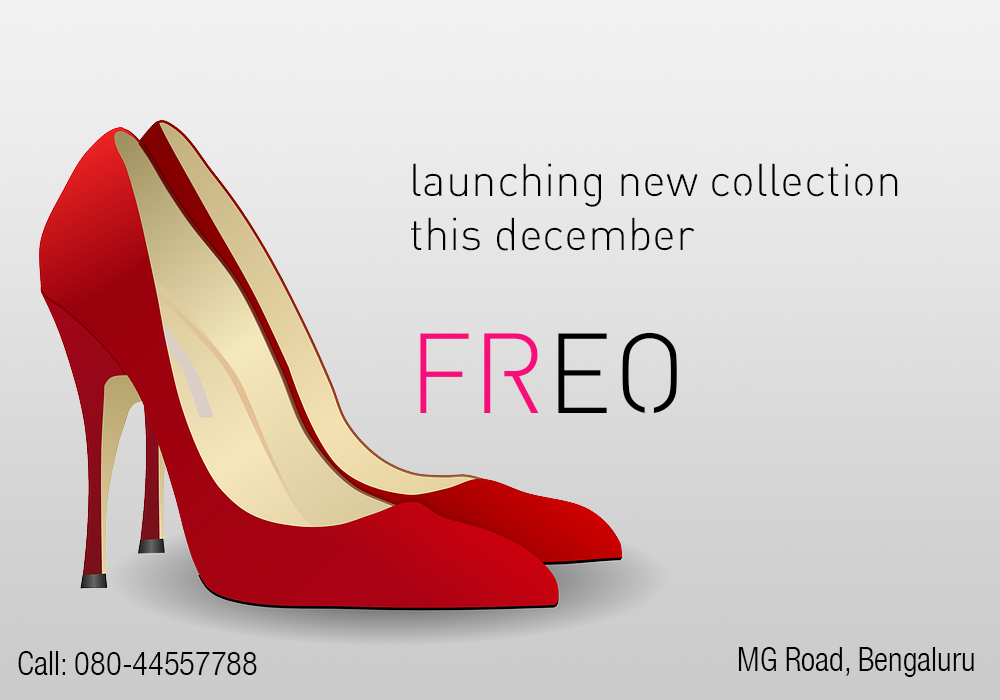 launching new collection
this december
FREO
Call: 080-44557788
MG Road, Bengaluru